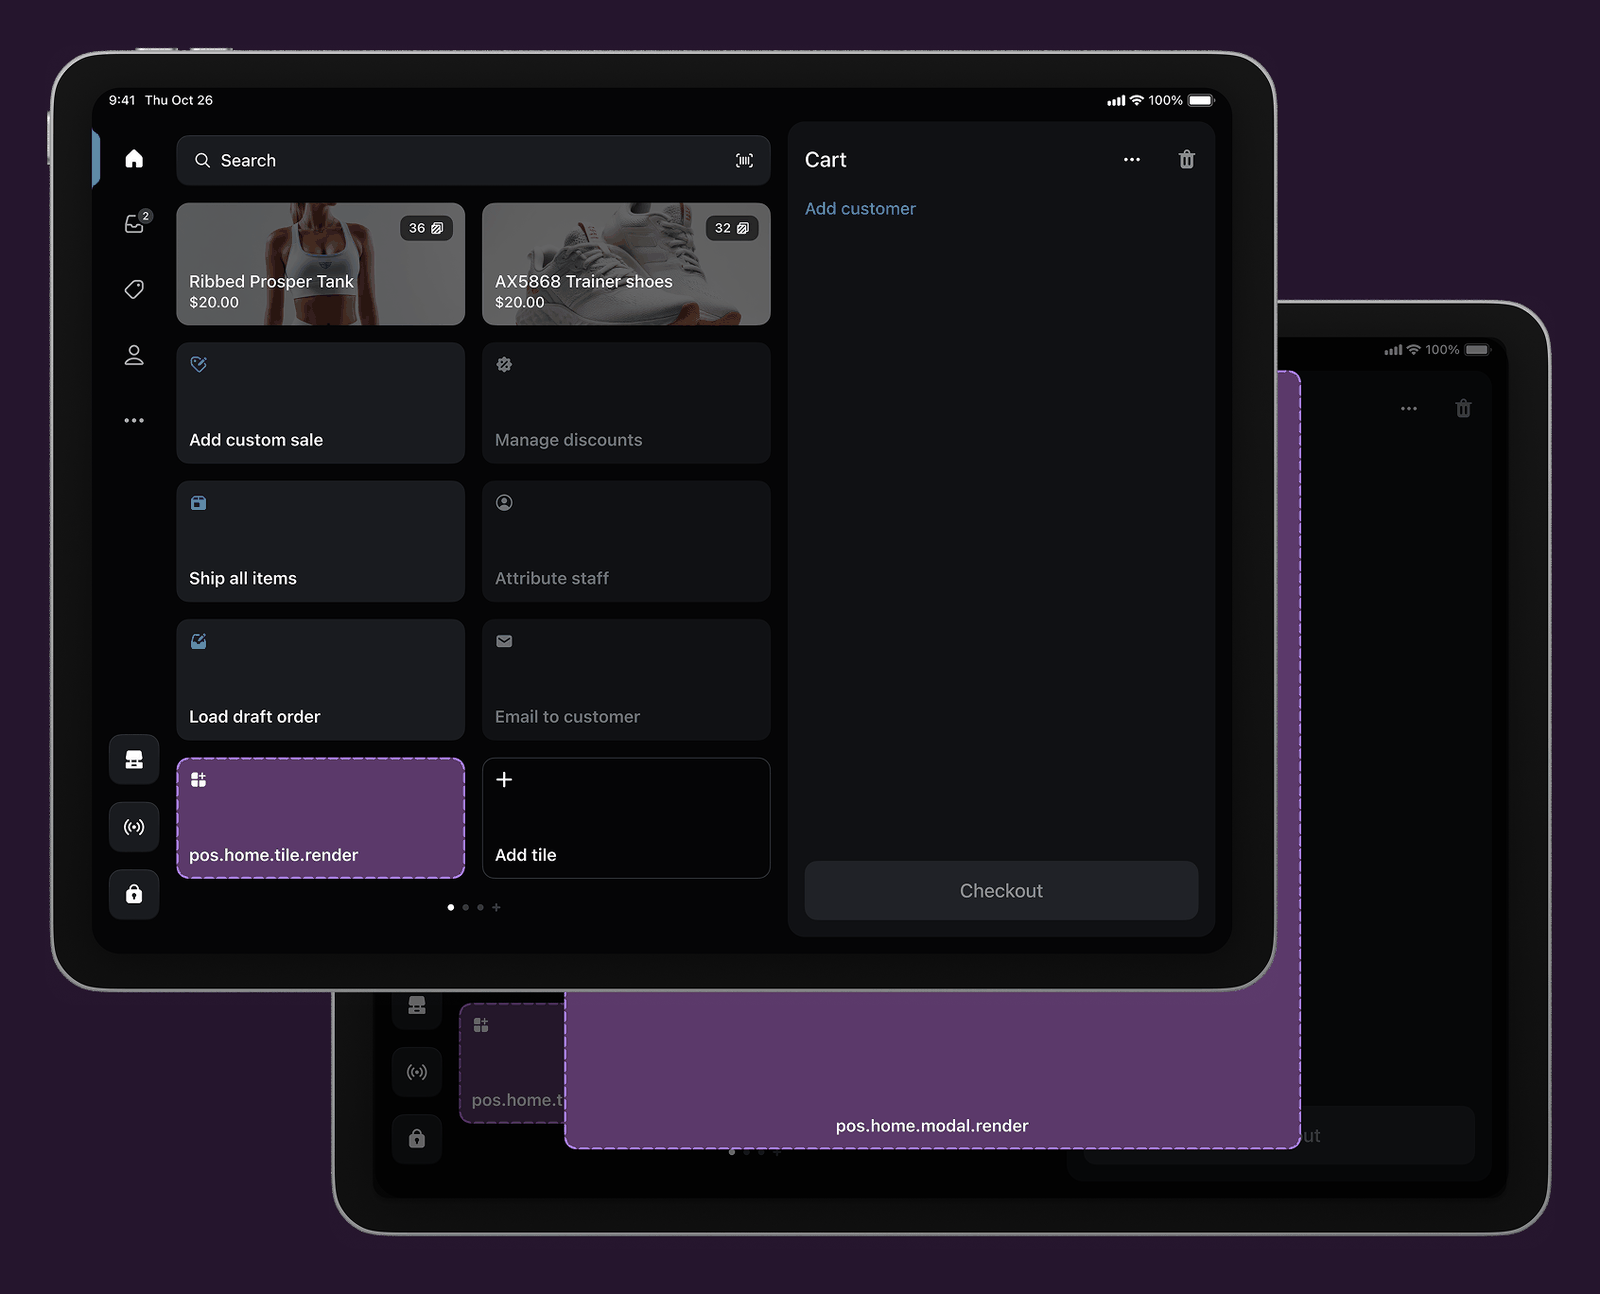 9:41 Thu Oct 26
100%
Search
Cart
Add customer
2
36
Ribbed Prosper Tank
$20.00
32
AX5868 Trainer shoes
$20.00
Add custom sale
Manage discounts
Ship all items
Attribute staff
Load draft order
Email to customer
pos.home.tile.render
Add tile
Checkout
100%
pos.home.t
pos.home.modal.render
ut